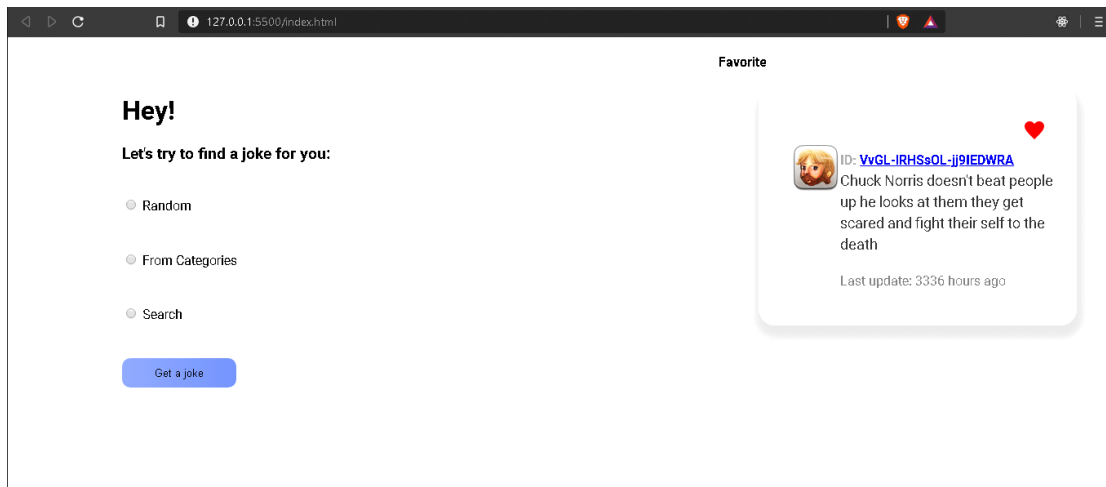 127.0.0.1:5500/index.html
Favorite
Hey!
Let's try to find a joke for you:
Random
From Categories
Search
Get a joke
ID: VvGL-lRHSsOL-jj9lEDWRA
Chuck Norris doesn't beat people
up he looks at them they get
scared and fight their self to the
death
Last update: 3336 hours ago